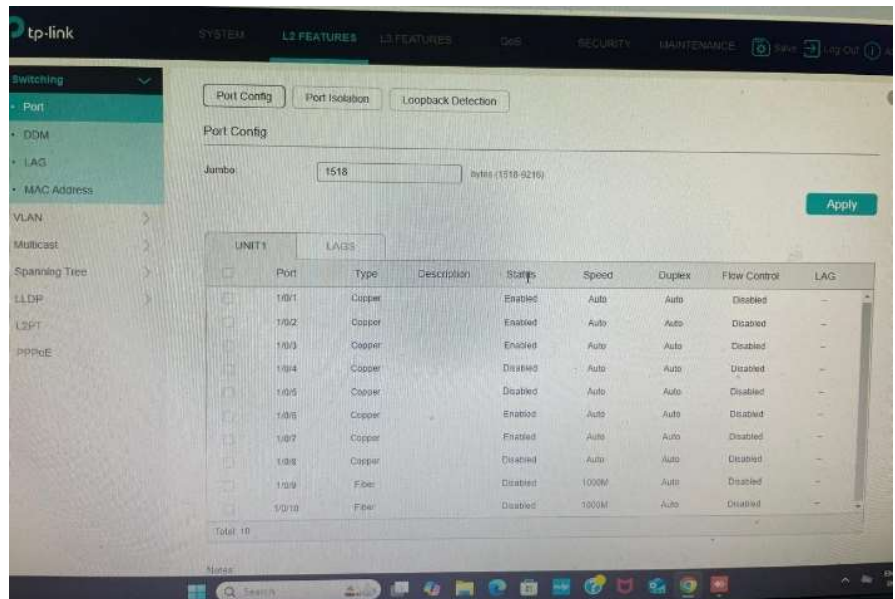 tp-link
SYSTEM L2 FEATURES L3 FEATURES QoS SECURITY MAINTENANCE Save Log Out
Switching
Port Config Port Isolation Loopback Detection
Port
DDM
Port Config
LAG
Jumbo: 1518 bytes (1518-9216)
MAC Address
Apply
VLAN
Multicast
UNIT1 LAGS
Spanning Tree
Port Type Description Status Speed Duplex Flow Control LAG
LLDP
1/0/1 Copper Enabled Auto Auto Disabled --
L2PT
1/0/2 Copper Enabled Auto Auto Disabled --
PPPoE
1/0/3 Copper Enabled Auto Auto Disabled --
1/0/4 Copper Disabled Auto Auto Disabled --
1/0/5 Copper Disabled Auto Auto Disabled --
1/0/6 Copper Enabled Auto Auto Disabled --
1/0/7 Copper Enabled Auto Auto Disabled --
1/0/8 Copper Disabled Auto Auto Disabled --
1/0/9 Fiber Disabled 1000M Auto Disabled --
1/0/10 Fiber Disabled 1000M Auto Disabled --
Total: 10
Notes:
Search